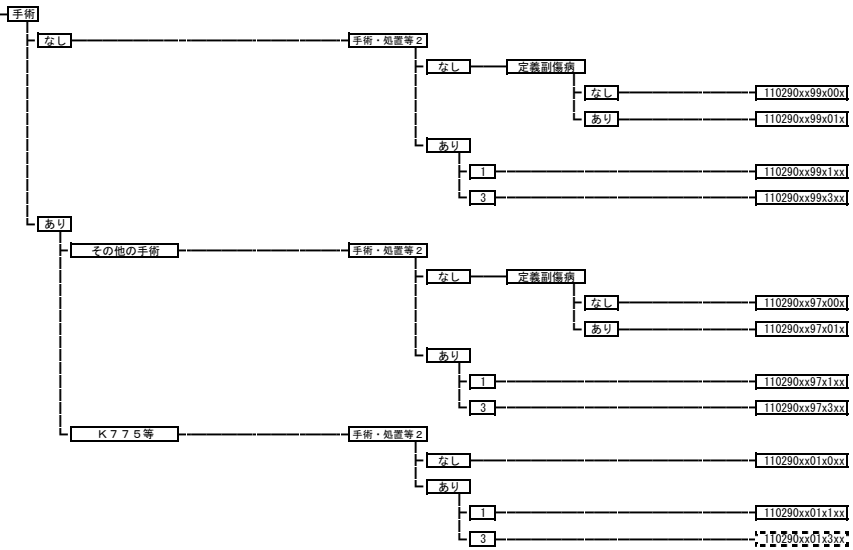 手術
なし 手術・処置等2
なし 定義副傷病
なし 110290xx99x00x
あり 110290xx99x01x
あり
1 110290xx99x1xx
3 110290xx99x3xx
あり
その他の手術 手術・処置等2
なし 定義副傷病
なし 110290xx97x00x
あり 110290xx97x01x
あり
1 110290xx97x1xx
3 110290xx97x3xx
K775等 手術・処置等2
なし 110290xx01x0xx
あり
1 110290xx01x1xx
3 110290xx01x3xx